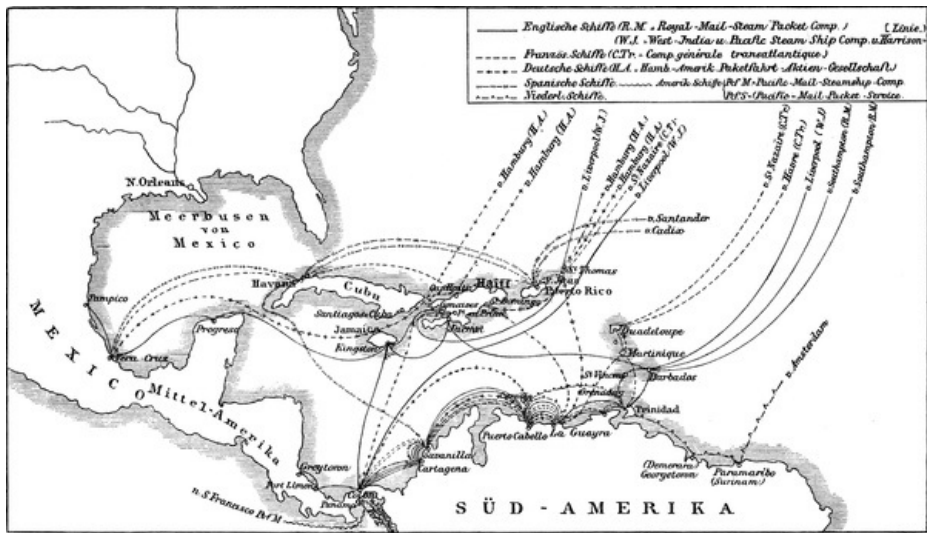 Englische Schiffe (R.M. = Royal-Mail-Steam Packet Comp.) (Linie)
(W.I. = West-India u. Pacific Steam Ship Comp. u. Harrison-
Französ. Schiffe (C.Tr. = Comp. générale transatlantique)
Deutsche Schiffe (H.A. = Hamb-Amerik Paketfahrt-Aktien-Gesellschaft)
Spanische Schiffe Amerik Schiffe Pcf M = Pacific-Mail-Steamship-Comp
Niederl. Schiffe Pcf S = (Pacific-Mail Packet-Service
v. Hamburg (H.A.)
v. Hamburg (H.A.)
v. Liverpool (W.I.)
v. Hamburg (H.A.)
v. Hamburg (H.A.)
v. St. Nazaire (C.Tr.)
v. Liverpool (W.I.)
v. St. Nazaire (C.Tr.)
v. Havre (C.Tr.)
v. Liverpool (W.I.)
v. Southampton (R.M.)
v. Southampton (R.M.)
N. Orleans
Meerbusen
von
Mexico
v. Santander
v. Cadix
Havana
Cuba
Haïti
St. Thomas
Puerto Rico
Tampico
Santiago d. Cuba
Jamaica
Kingston
Jacmel
Progreso
Vera Cruz
MEXICO
Mittel-Amerika
Guadeloupe
Martinique
Barbados
Grenada
Trinidad
v. Amsterdam
Puerto Cabello
La Guayra
Savanilla
Cartagena
Greytown
Port Limon
Colon
Panama
n. S. Francisco Pcf M
(Demerara)
Georgetown
Paramaribo
(Surinam)
SÜD-AMERIKA